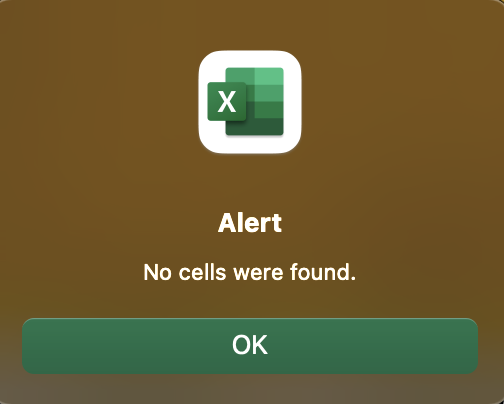 X
Alert
No cells were found.
OK